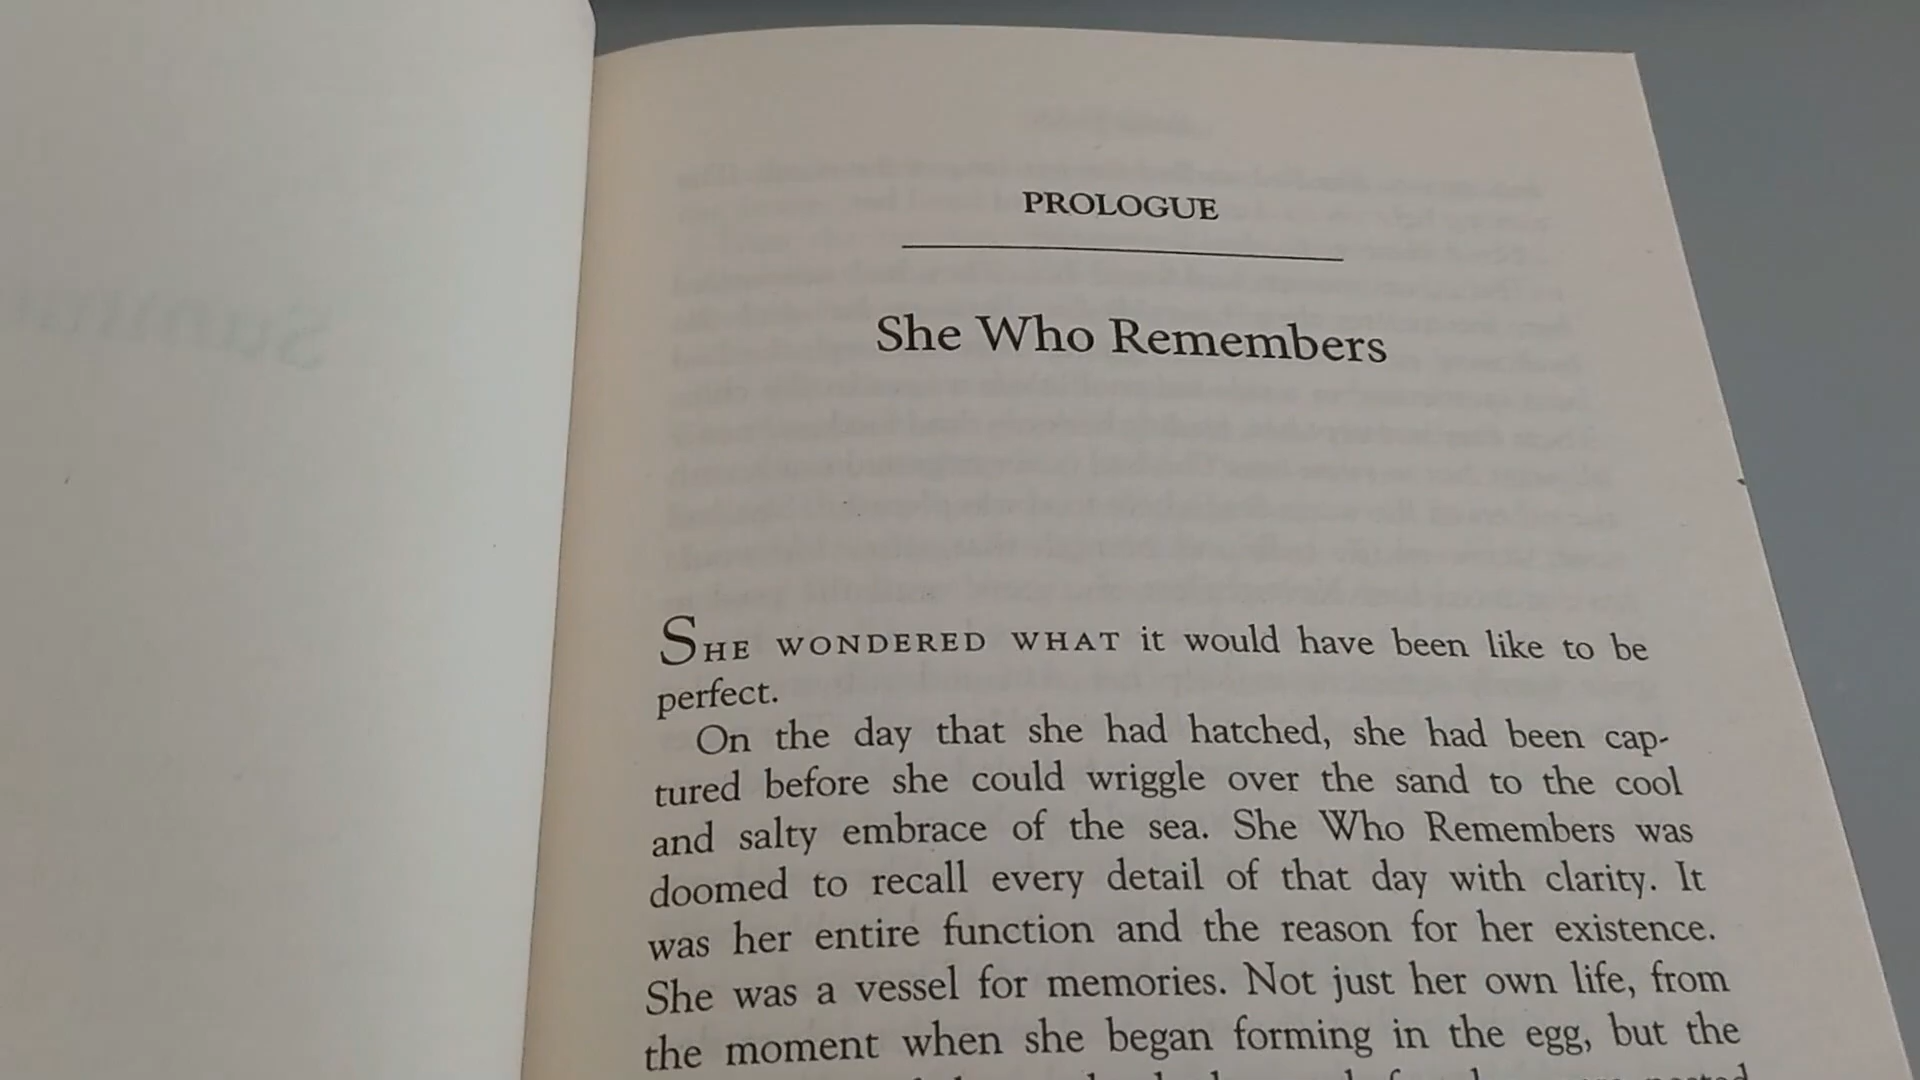 PROLOGUE
She Who Remembers
SHE WONDERED WHAT it would have been like to be
perfect.
On the day that she had hatched, she had been cap-
tured before she could wriggle over the sand to the cool
and salty embrace of the sea. She Who Remembers was
doomed to recall every detail of that day with clarity. It
was her entire function and the reason for her existence.
She was a vessel for memories. Not just her own life, from
the moment when she began forming in the egg, but the